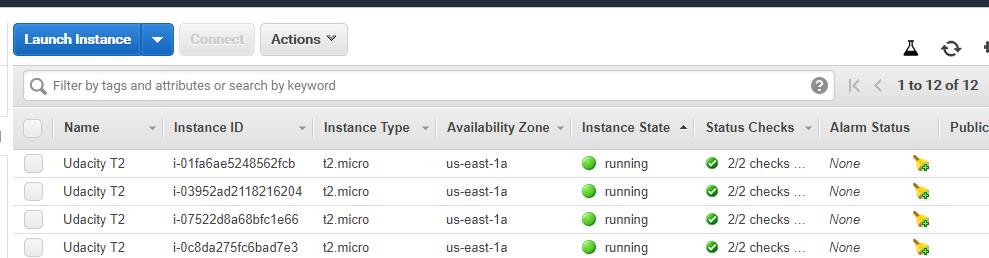 Launch Instance Connect Actions
Filter by tags and attributes or search by keyword ? 1 to 12 of 12
Name Instance ID Instance Type Availability Zone Instance State Status Checks Alarm Status Public
Udacity T2 i-01fa6ae5248562fcb t2.micro us-east-1a running 2/2 checks ... None
Udacity T2 i-03952ad2118216204 t2.micro us-east-1a running 2/2 checks ... None
Udacity T2 i-07522d8a68bfc1e66 t2.micro us-east-1a running 2/2 checks ... None
Udacity T2 i-0c8da275fc6bad7e3 t2.micro us-east-1a running 2/2 checks ... None